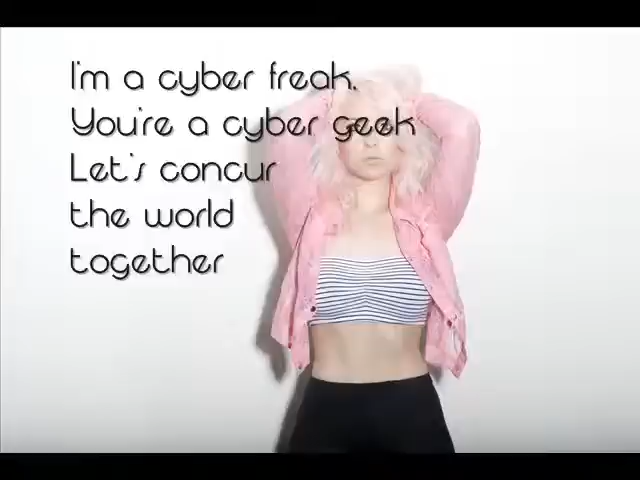 I'm a cyber freak.
You're a cyber geek
Let's concur
the world
together